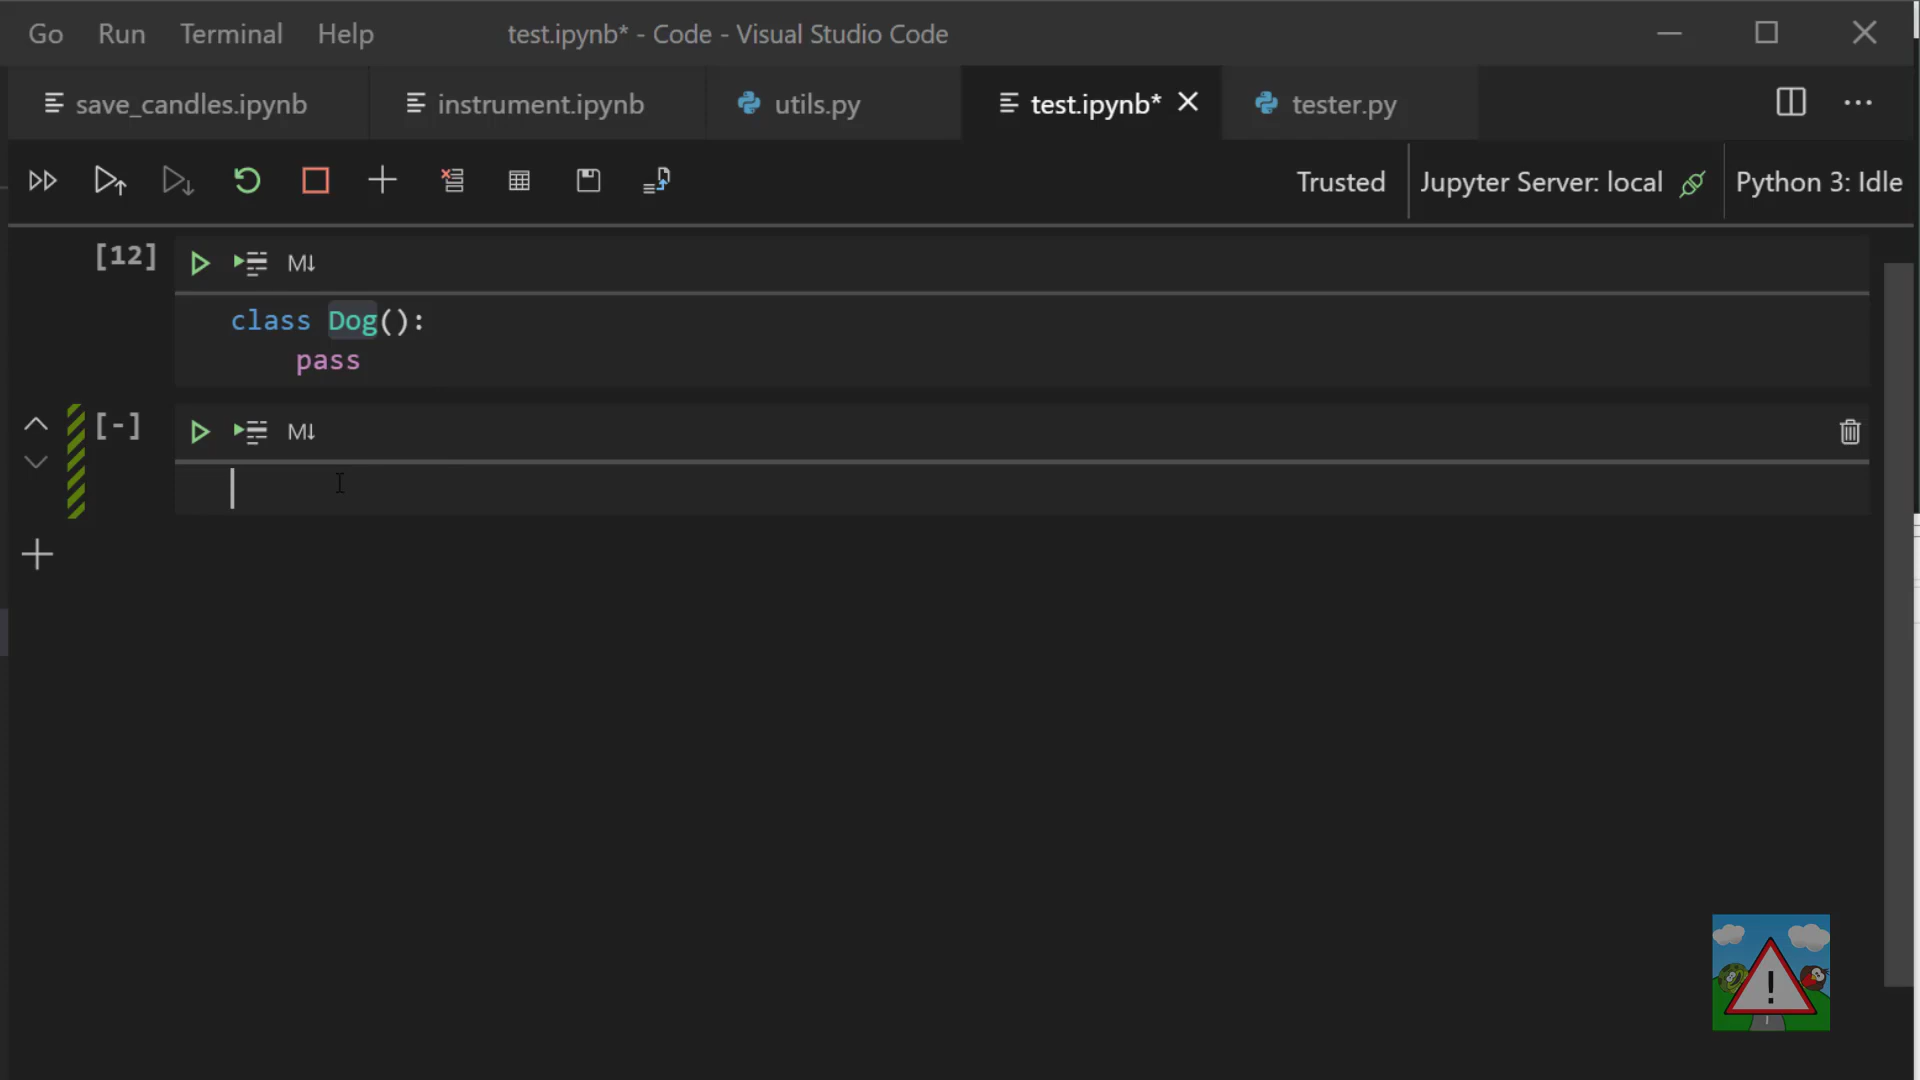 Go Run Terminal Help test.ipynb* - Code - Visual Studio Code
save_candles.ipynb instrument.ipynb utils.py test.ipynb* tester.py
Trusted Jupyter Server: local Python 3: Idle
[12] M↓
class Dog():
    pass
[-] M↓
!